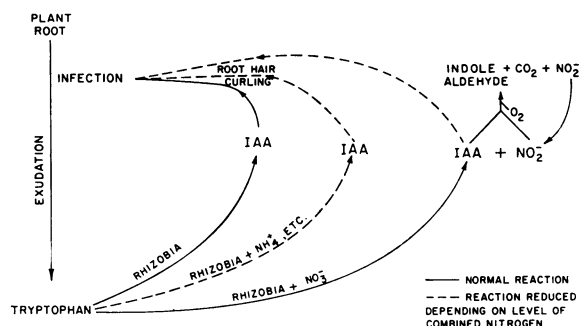 PLANT
ROOT
INFECTION
ROOT HAIR
CURLING
INDOLE + CO2 + NO2-
ALDEHYDE
O2
IAA
IAA
IAA + NO2-
EXUDATION
RHIZOBIA
RHIZOBIA + NH4+, ETC.
RHIZOBIA + NO3-
TRYPTOPHAN
NORMAL REACTION
REACTION REDUCED
DEPENDING ON LEVEL OF
COMBINED NITROGEN